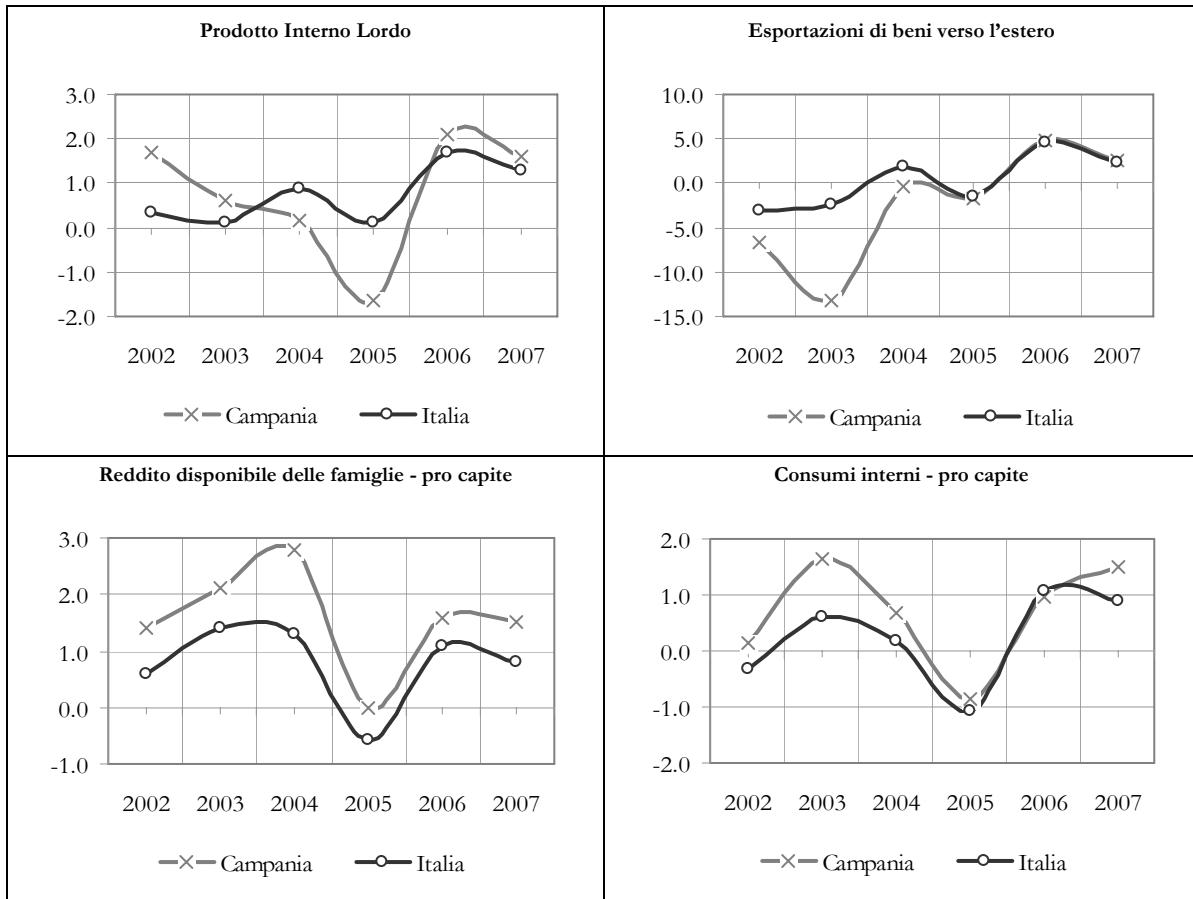 Prodotto Interno Lordo
3.0
2.0
1.0
0.0
-1.0
-2.0
2002 2003 2004 2005 2006 2007
Campania Italia
Esportazioni di beni verso l'estero
10.0
5.0
0.0
-5.0
-10.0
-15.0
2002 2003 2004 2005 2006 2007
Campania Italia
Reddito disponibile delle famiglie - pro capite
3.0
2.0
1.0
0.0
-1.0
2002 2003 2004 2005 2006 2007
Campania Italia
Consumi interni - pro capite
2.0
1.0
0.0
-1.0
-2.0
2002 2003 2004 2005 2006 2007
Campania Italia